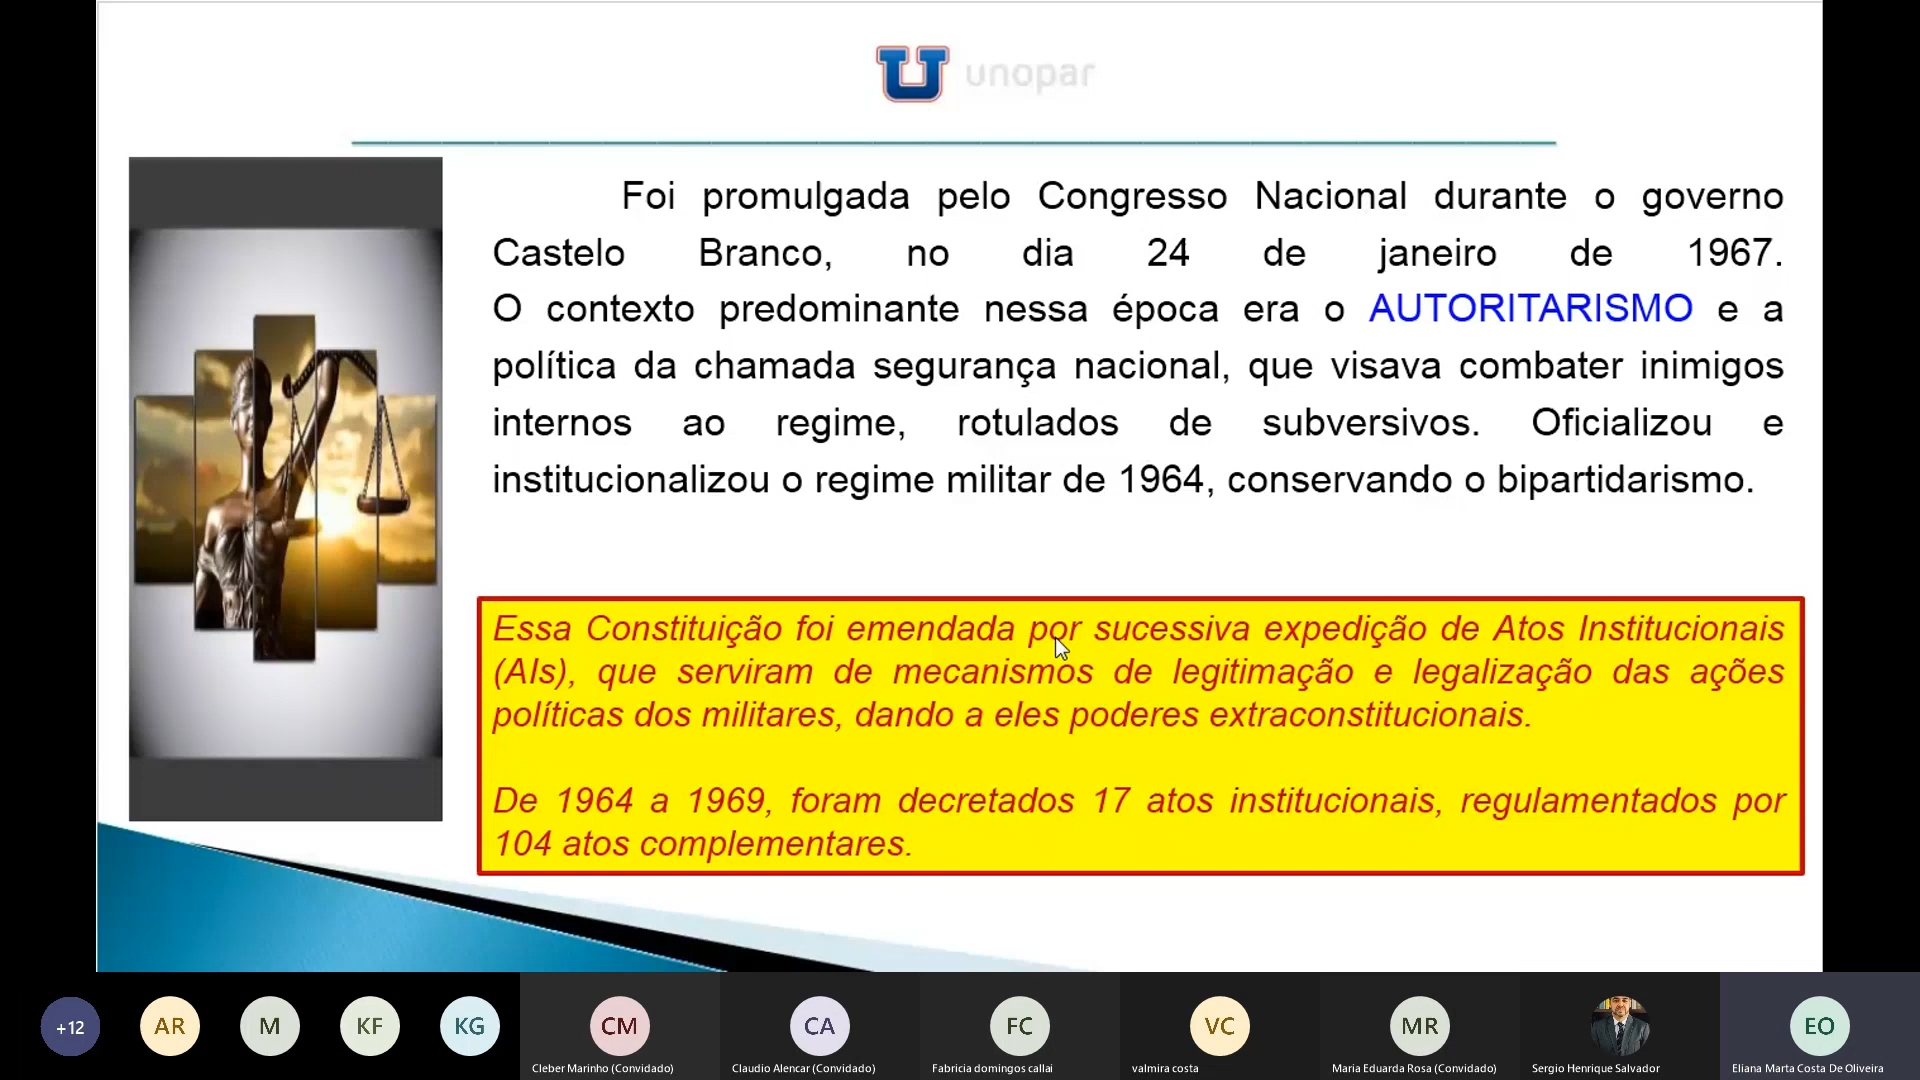 unopar
Foi promulgada pelo Congresso Nacional durante o governo
Castelo Branco, no dia 24 de janeiro de 1967.
O contexto predominante nessa época era o AUTORITARISMO e a
política da chamada segurança nacional, que visava combater inimigos
internos ao regime, rotulados de subversivos. Oficializou e
institucionalizou o regime militar de 1964, conservando o bipartidarismo.
Essa Constituição foi emendada por sucessiva expedição de Atos Institucionais
(AIs), que serviram de mecanismos de legitimação e legalização das ações
políticas dos militares, dando a eles poderes extraconstitucionais.
De 1964 a 1969, foram decretados 17 atos institucionais, regulamentados por
104 atos complementares.
+12 AR M KF KG CM CA FC VC MR EO
Cleber Marinho (Convidado) Claudio Alencar (Convidado) Fabricia domingos callai valmira costa Maria Eduarda Rosa (Convidado) Sergio Henrique Salvador Eliana Marta Costa De Oliveira